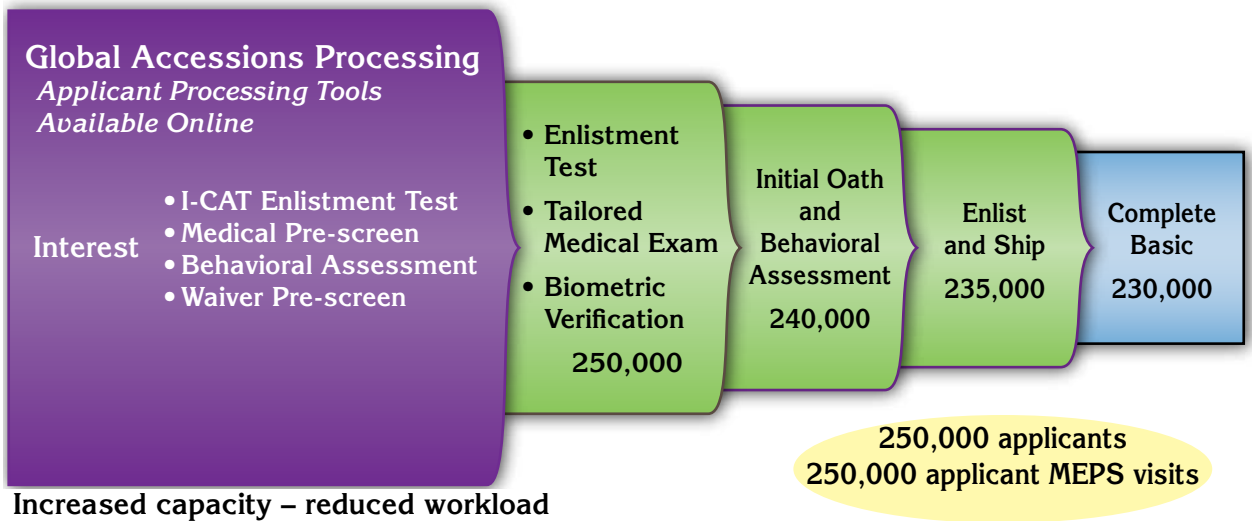 Global Accessions Processing
Applicant Processing Tools
Available Online
Interest
• I-CAT Enlistment Test
• Medical Pre-screen
• Behavioral Assessment
• Waiver Pre-screen
• Enlistment
Test
• Tailored
Medical Exam
• Biometric
Verification
250,000
Initial Oath
and
Behavioral
Assessment
240,000
Enlist
and Ship
235,000
Complete
Basic
230,000
250,000 applicants
250,000 applicant MEPS visits
Increased capacity – reduced workload